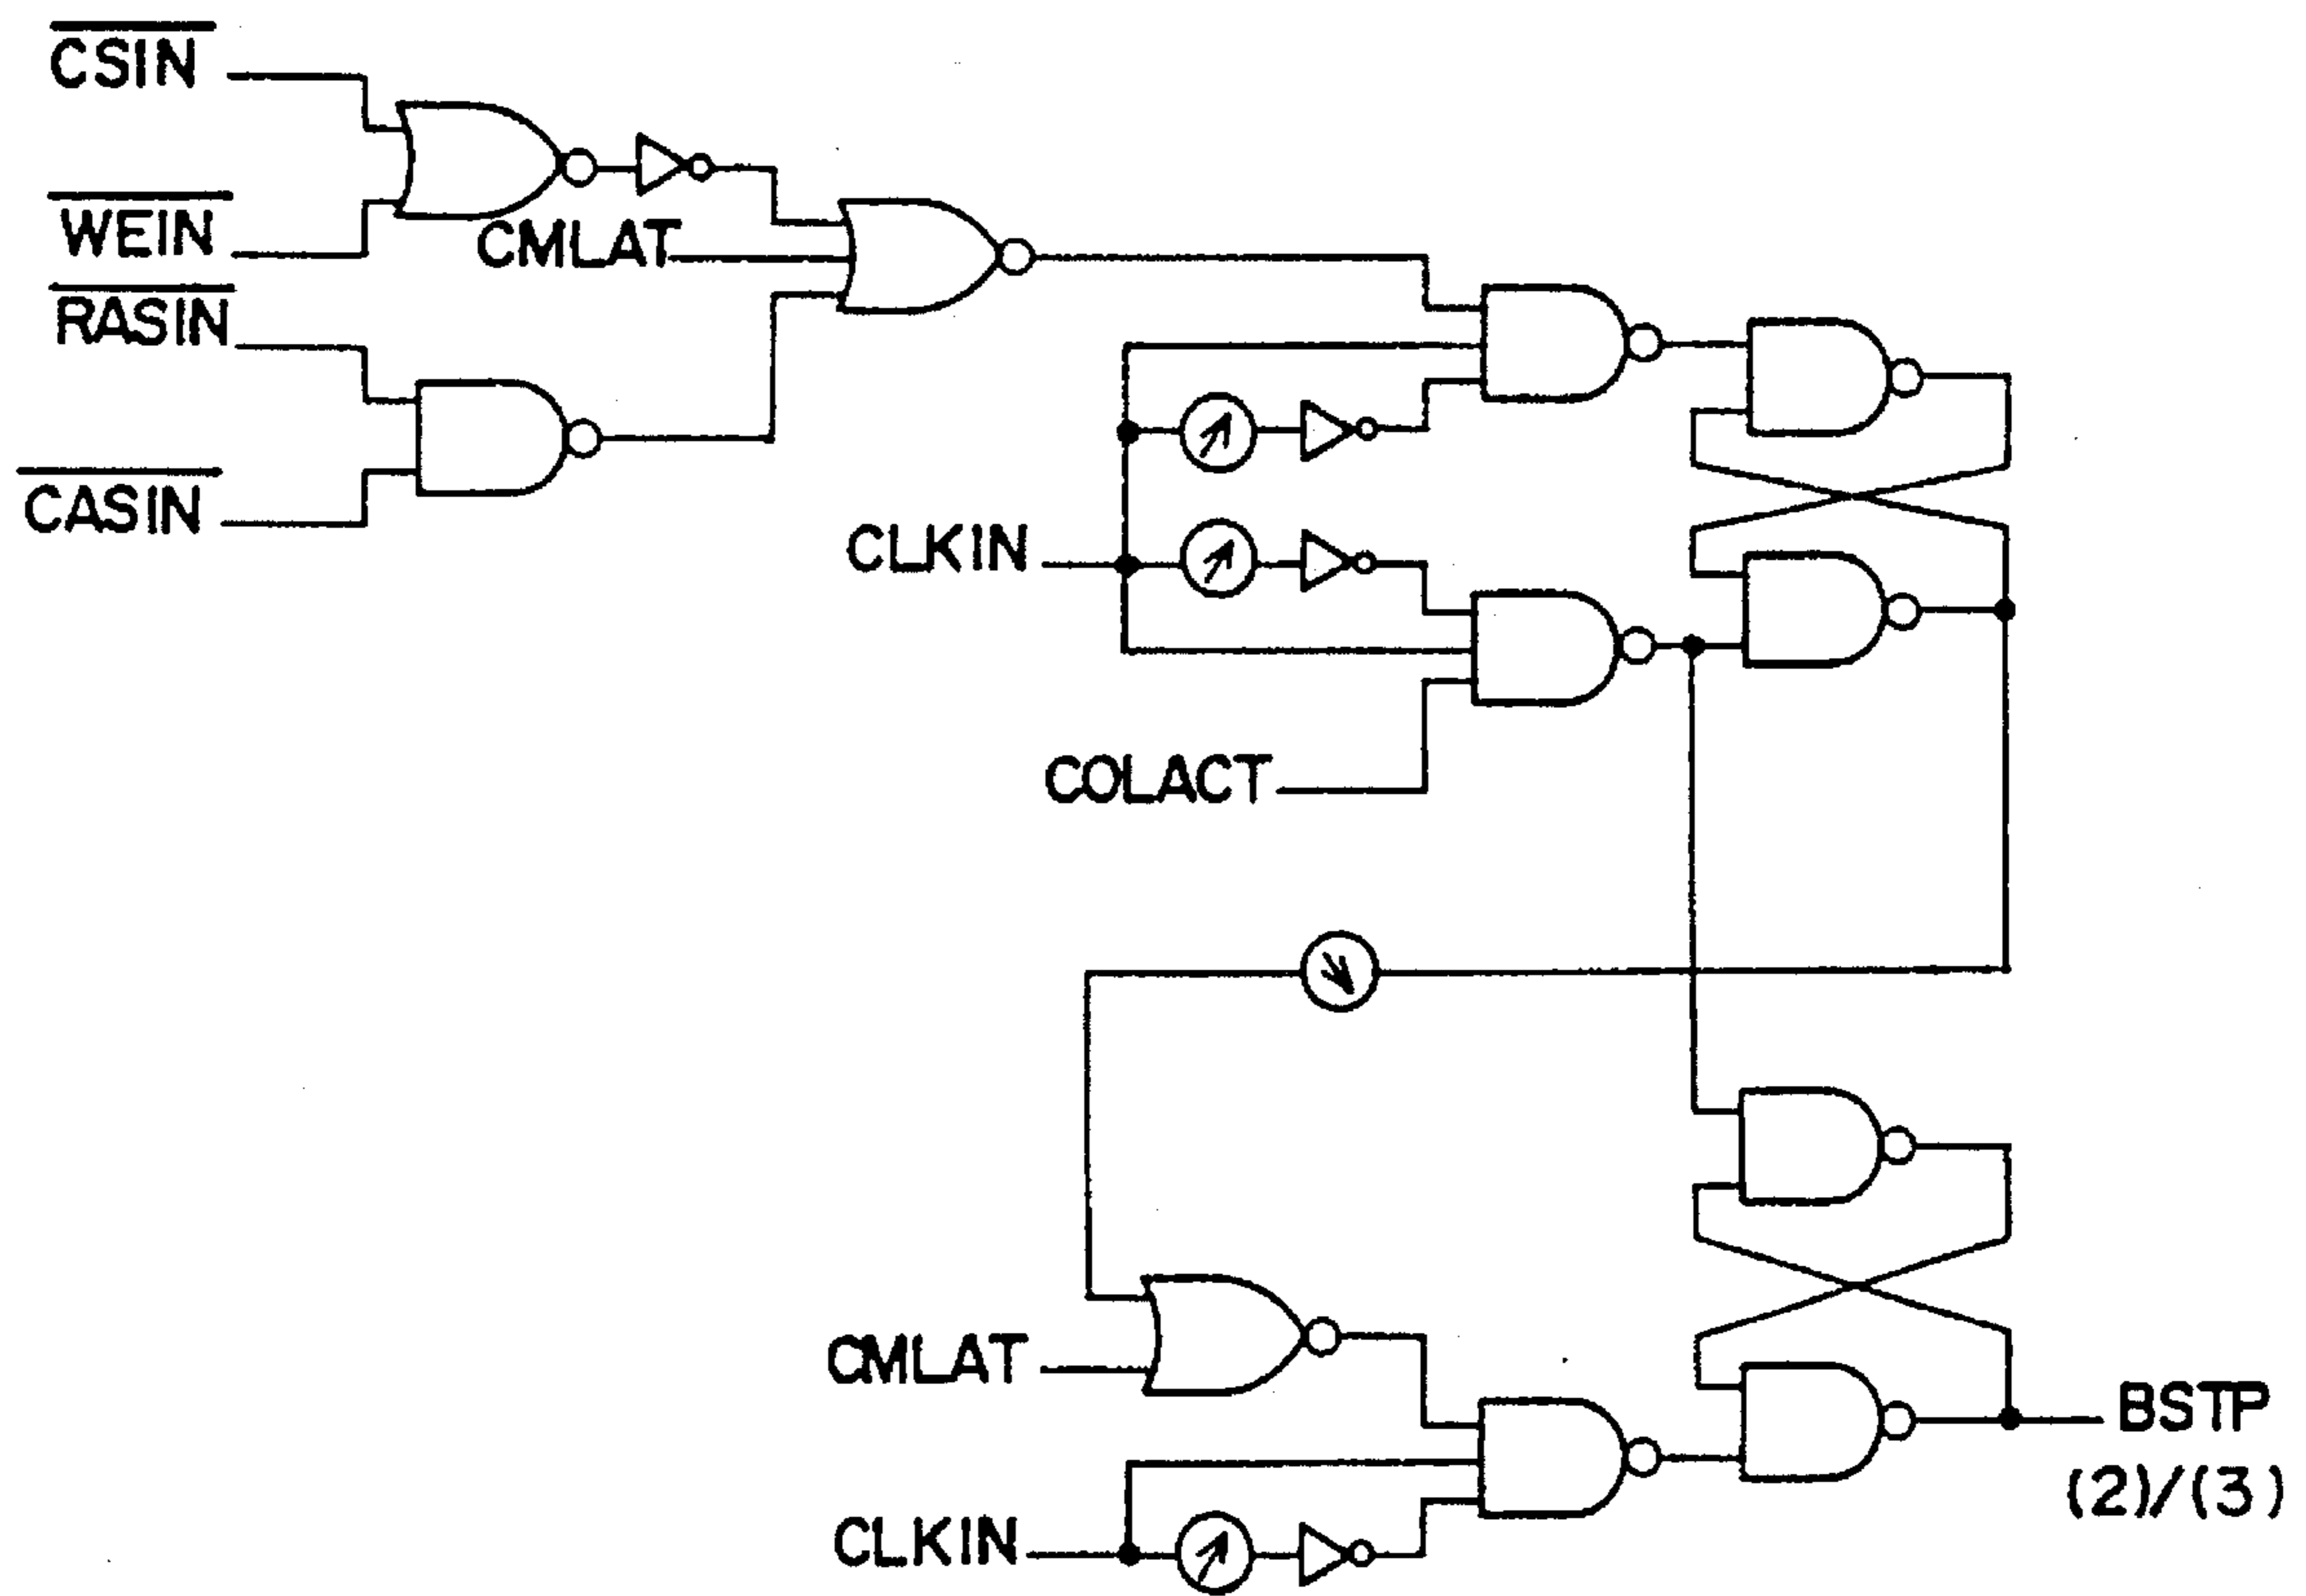 CSIN
WEIN
CMLAT
RASIN
CASIN
CLKIN
COLACT
CMLAT
CLKIN
BSTP
(2)/(3)